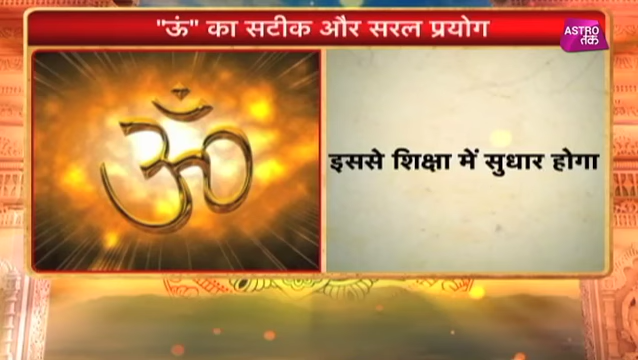 "ऊं" का सटीक और सरल प्रयोग
ASTRO
तक
ॐ
इससे शिक्षा में सुधार होगा